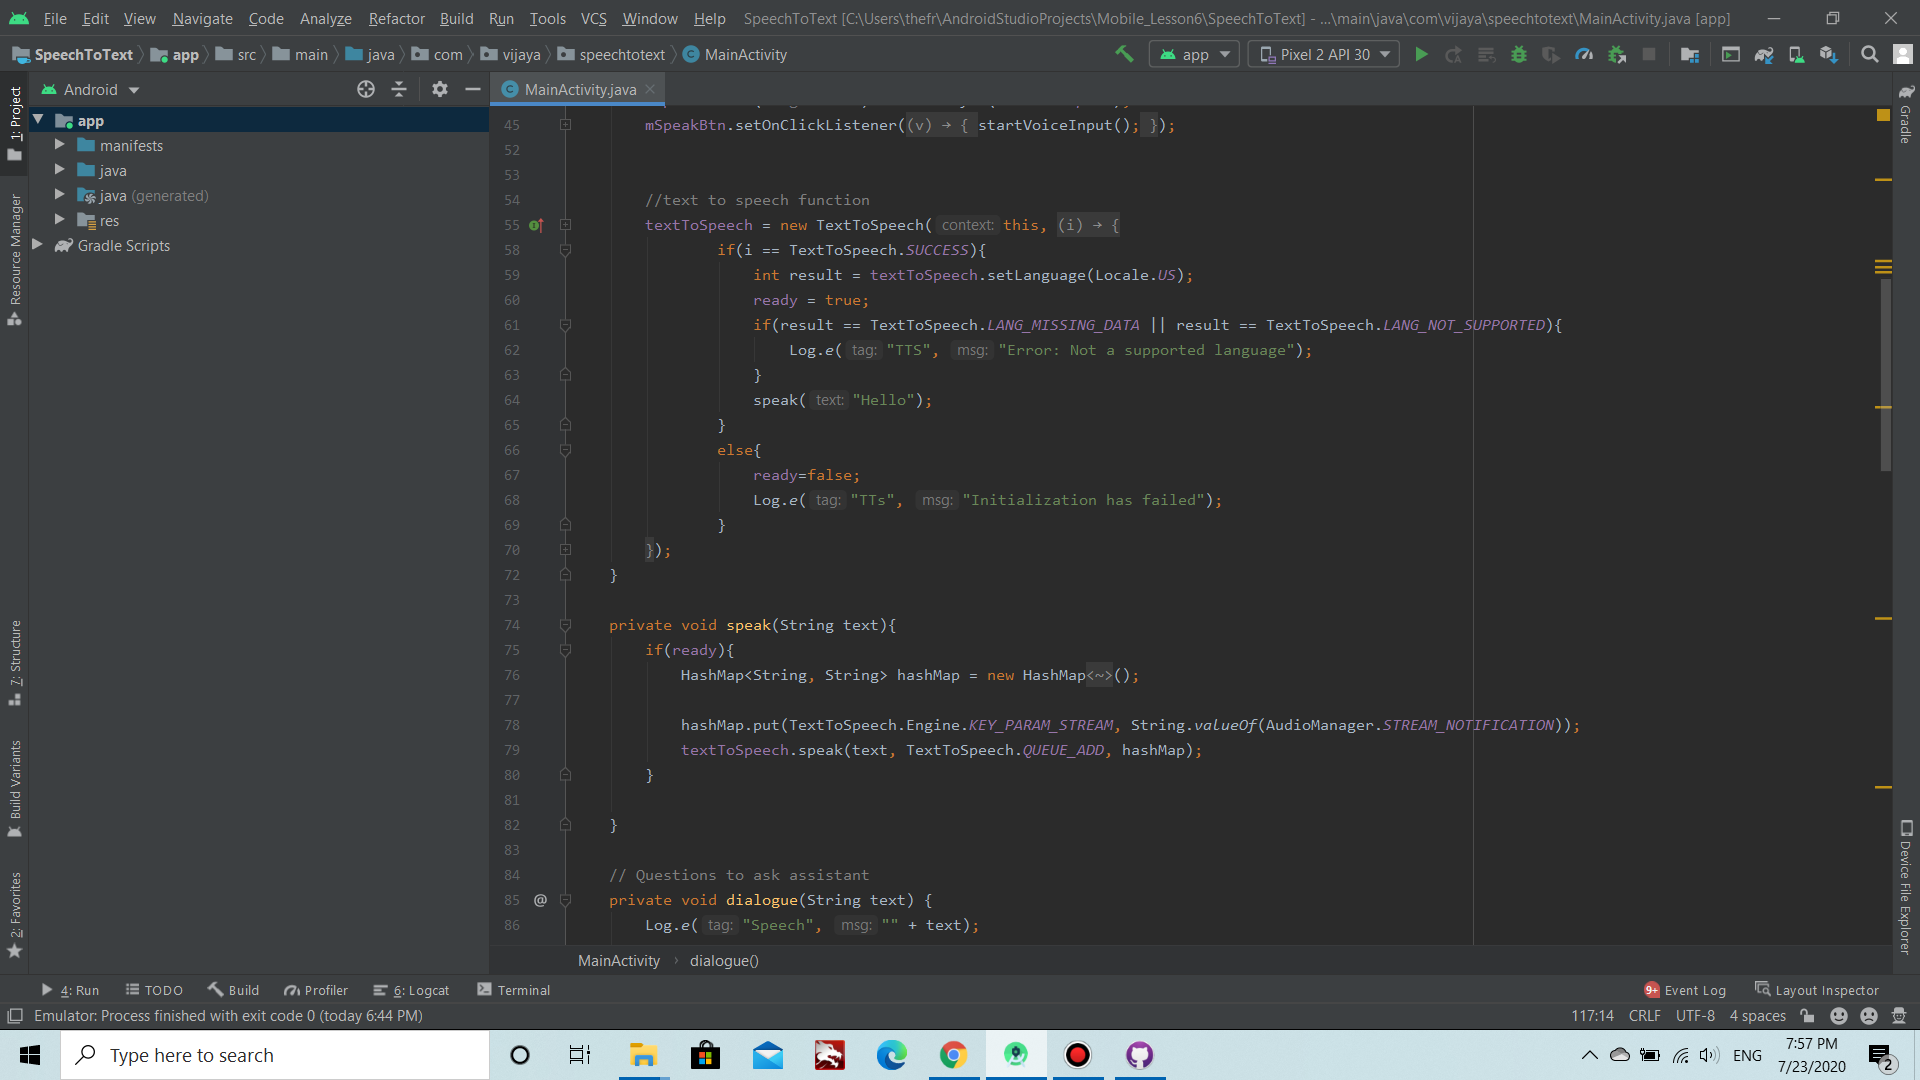 File Edit View Navigate Code Analyze Refactor Build Run Tools VCS Window Help SpeechToText [C:\Users\thefr\AndroidStudioProjects\Mobile_Lesson6\SpeechToText] - ...\main\java\com\vijaya\speechtotext\MainActivity.java [app]
SpeechToText app src main java com vijaya speechtotext MainActivity app Pixel 2 API 30
Android
MainActivity.java
1: Project
Resource Manager
7: Structure
Build Variants
2: Favorites
app
manifests
java
java (generated)
res
Gradle Scripts
45 mSpeakBtn.setOnClickListener((v) → { startVoiceInput(); });
52
53
54 //text to speech function
55 textToSpeech = new TextToSpeech( context: this, (i) → {
58 if(i == TextToSpeech.SUCCESS){
59 int result = textToSpeech.setLanguage(Locale.US);
60 ready = true;
61 if(result == TextToSpeech.LANG_MISSING_DATA || result == TextToSpeech.LANG_NOT_SUPPORTED){
62 Log.e( tag: "TTS", msg: "Error: Not a supported language");
63 }
64 speak( text: "Hello");
65 }
66 else{
67 ready=false;
68 Log.e( tag: "TTs", msg: "Initialization has failed");
69 }
70 });
72 }
73
74 private void speak(String text){
75 if(ready){
76 HashMap<String, String> hashMap = new HashMap<~>();
77
78 hashMap.put(TextToSpeech.Engine.KEY_PARAM_STREAM, String.valueOf(AudioManager.STREAM_NOTIFICATION));
79 textToSpeech.speak(text, TextToSpeech.QUEUE_ADD, hashMap);
80 }
81
82 }
83
84 // Questions to ask assistant
85 @ private void dialogue(String text) {
86 Log.e( tag: "Speech", msg: "" + text);
MainActivity › dialogue()
Gradle
Device File Explorer
4: Run TODO Build Profiler 6: Logcat Terminal 9+ Event Log Layout Inspector
Emulator: Process finished with exit code 0 (today 6:44 PM) 117:14 CRLF UTF-8 4 spaces
Type here to search ENG 7:57 PM
7/23/2020 2